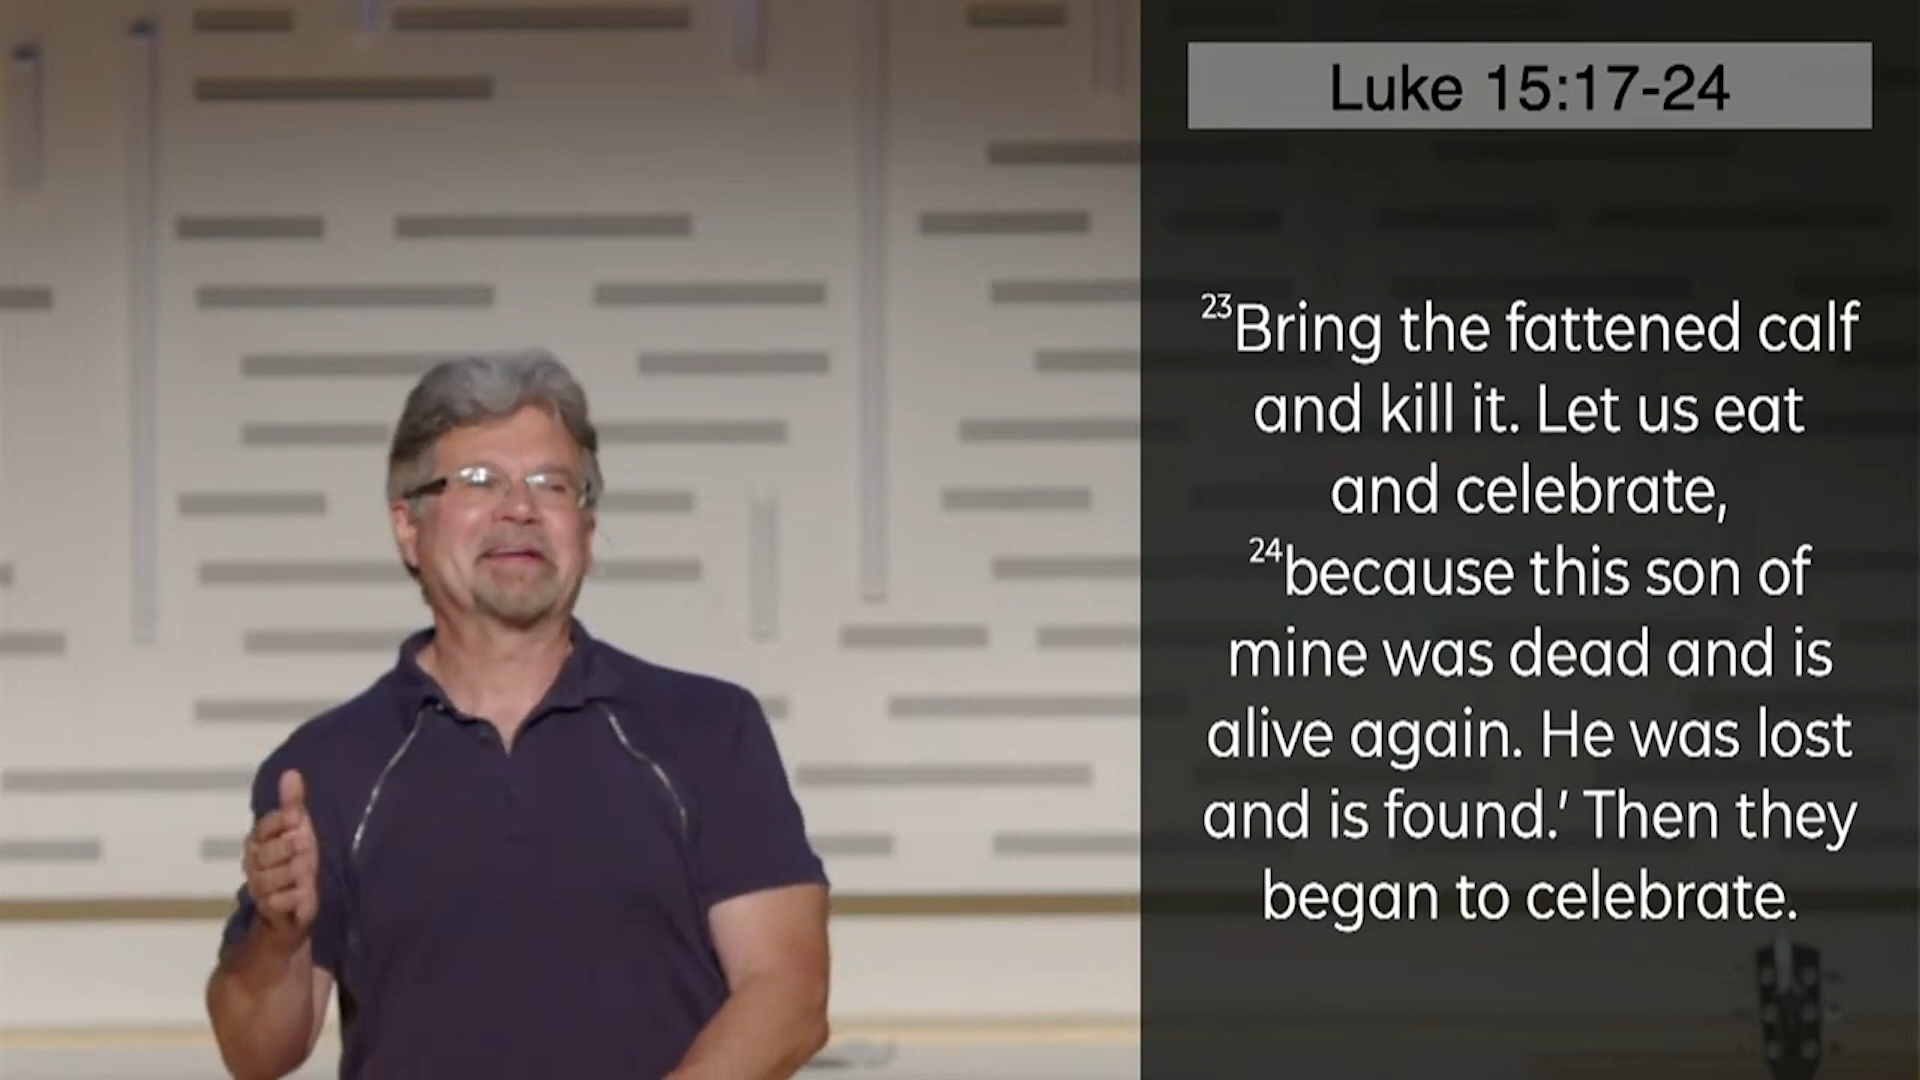 Luke 15:17-24
23Bring the fattened calf
and kill it. Let us eat
and celebrate,
24because this son of
mine was dead and is
alive again. He was lost
and is found.' Then they
began to celebrate.